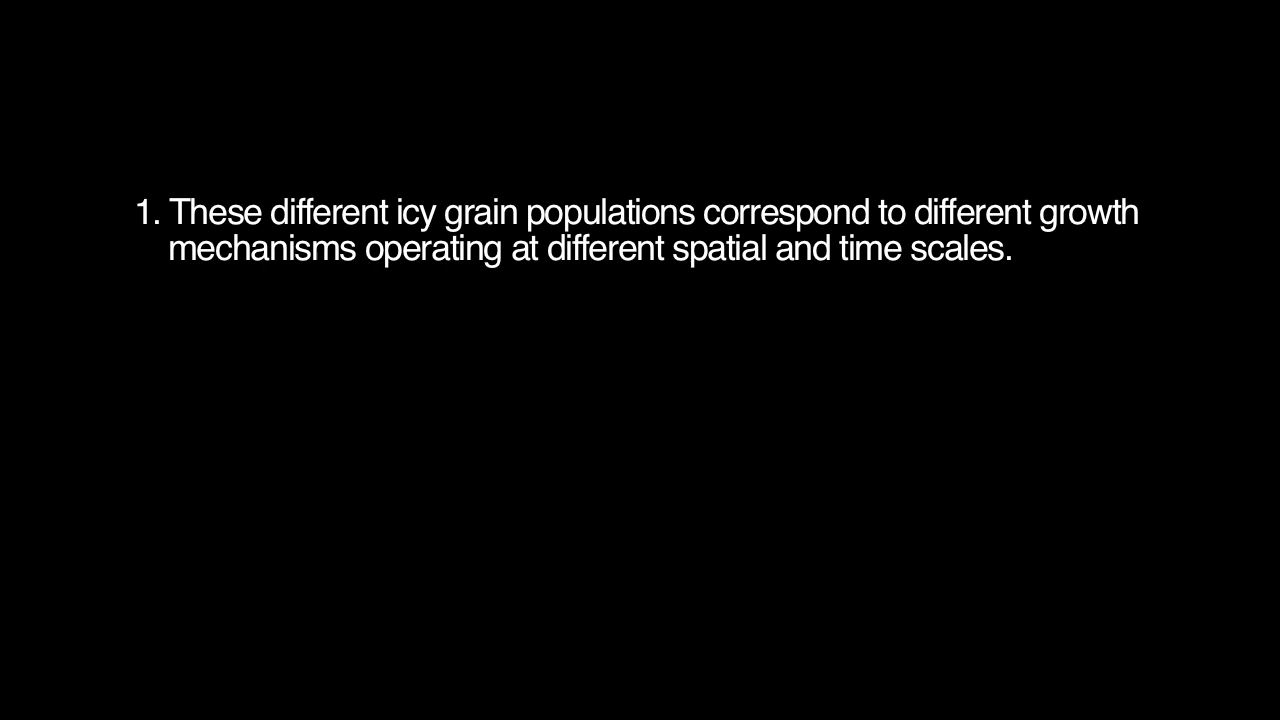 1. These different icy grain populations correspond to different growth
mechanisms operating at different spatial and time scales.